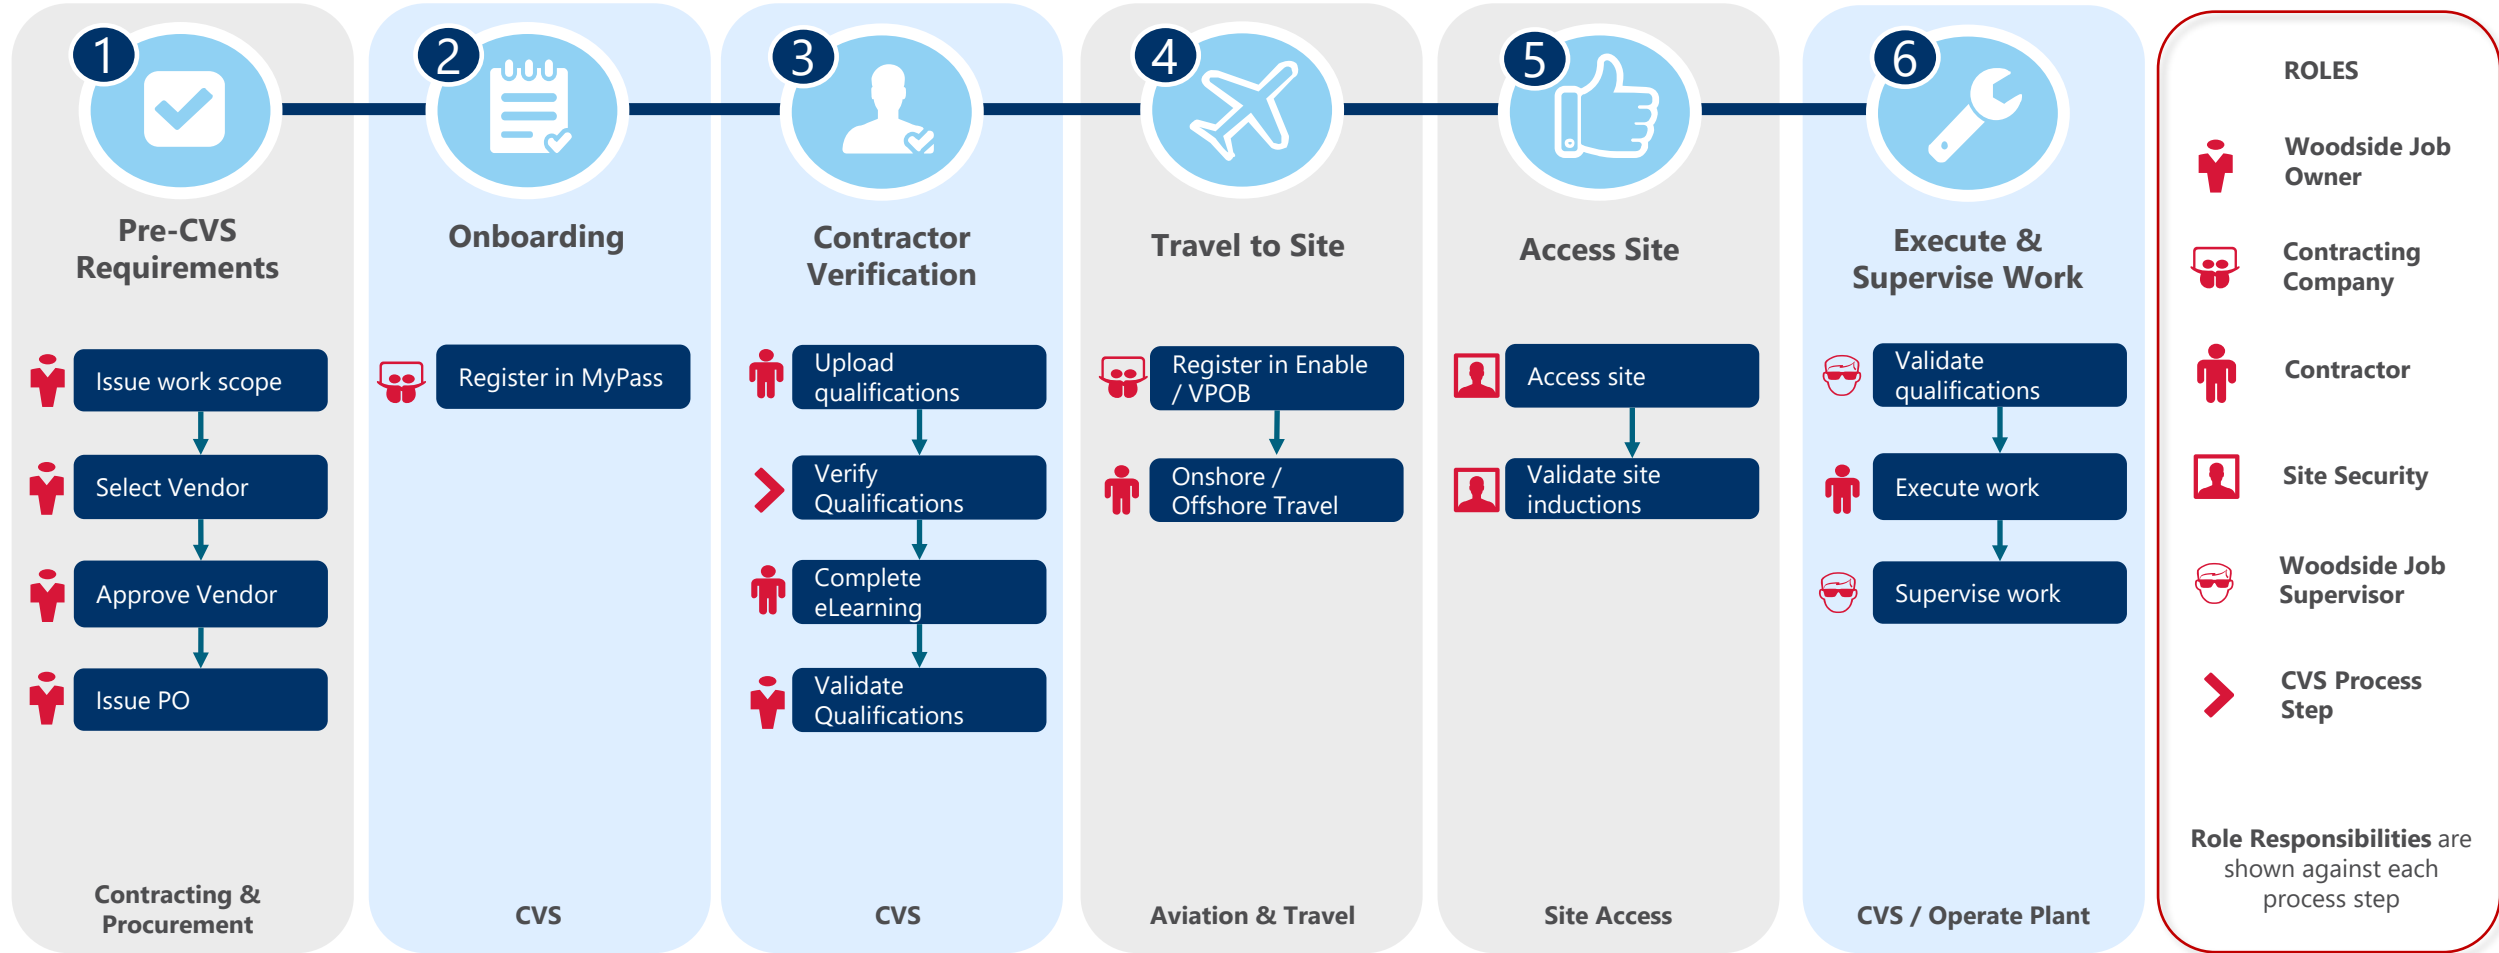 1
Pre-CVS
Requirements
Issue work scope
Select Vendor
Approve Vendor
Issue PO
Contracting &
Procurement
2
Onboarding
Register in MyPass
CVS
3
Contractor
Verification
Upload
qualifications
Verify
Qualifications
Complete
eLearning
Validate
Qualifications
CVS
4
Travel to Site
Register in Enable
/ VPOB
Onshore /
Offshore Travel
Aviation & Travel
5
Access Site
Access site
Validate site
inductions
Site Access
6
Execute &
Supervise Work
Validate
qualifications
Execute work
Supervise work
CVS / Operate Plant
ROLES
Woodside Job
Owner
Contracting
Company
Contractor
Site Security
Woodside Job
Supervisor
CVS Process
Step
Role Responsibilities are
shown against each
process step